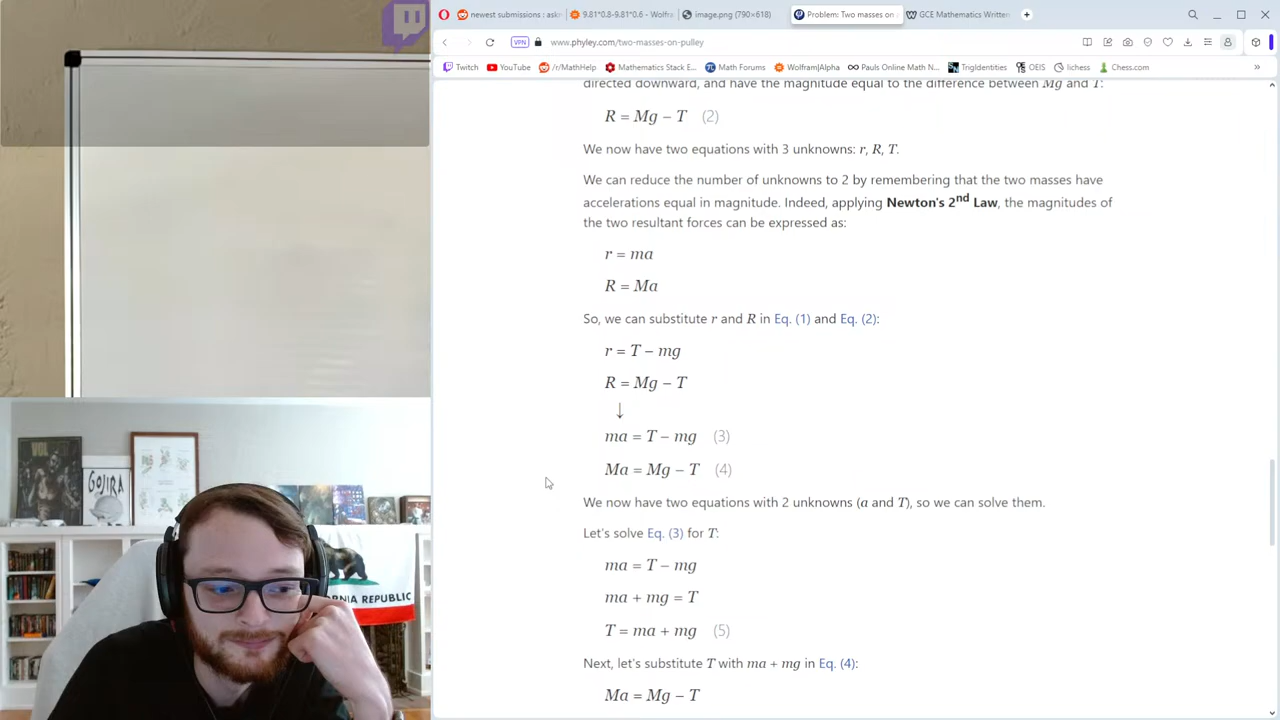 newest submissions : askm
9.81*0.8-9.81*0.6 - Wolfra
image.png (790×618)
Problem: Two masses on
GCE Mathematics Written
VPN
www.phyley.com/two-masses-on-pulley
Twitch
YouTube
/r/MathHelp
Mathematics Stack E...
Math Forums
Wolfram|Alpha
Pauls Online Math N...
TrigIdentities
OEIS
lichess
Chess.com
directed downward, and have the magnitude equal to the difference between Mg and T:
R = Mg − T (2)
We now have two equations with 3 unknowns: r, R, T.
We can reduce the number of unknowns to 2 by remembering that the two masses have
accelerations equal in magnitude. Indeed, applying Newton's 2nd Law, the magnitudes of
the two resultant forces can be expressed as:
r = ma
R = Ma
So, we can substitute r and R in Eq. (1) and Eq. (2):
r = T − mg
R = Mg − T
↓
ma = T − mg (3)
Ma = Mg − T (4)
We now have two equations with 2 unknowns (a and T), so we can solve them.
Let's solve Eq. (3) for T:
ma = T − mg
ma + mg = T
T = ma + mg (5)
Next, let's substitute T with ma + mg in Eq. (4):
Ma = Mg − T
VOL
GOJIRA
RNIA REPUBLIC